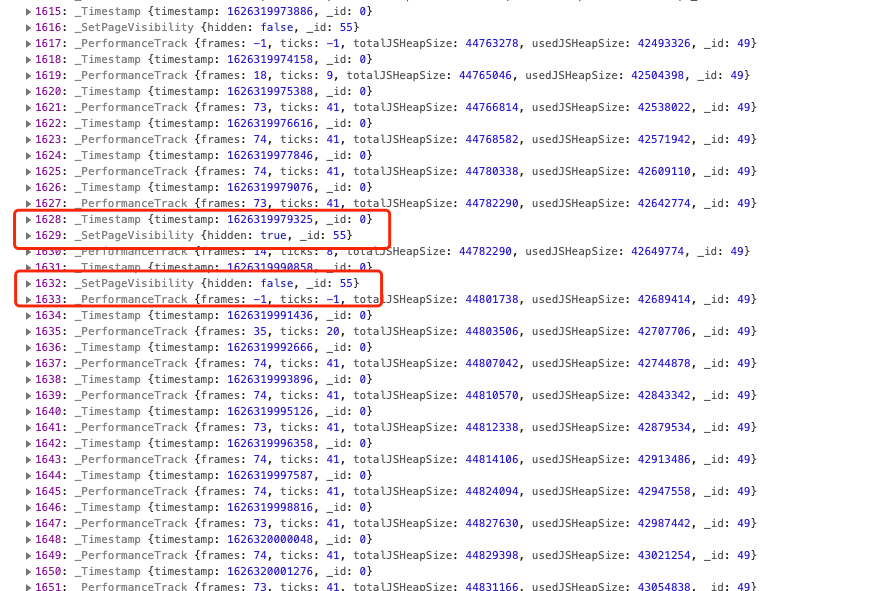 1615: _Timestamp {timestamp: 1626319973886, _id: 0}
1616: _SetPageVisibility {hidden: false, _id: 55}
1617: _PerformanceTrack {frames: -1, ticks: -1, totalJSHeapSize: 44763278, usedJSHeapSize: 42493326, _id: 49}
1618: _Timestamp {timestamp: 1626319974158, _id: 0}
1619: _PerformanceTrack {frames: 18, ticks: 9, totalJSHeapSize: 44765046, usedJSHeapSize: 42504398, _id: 49}
1620: _Timestamp {timestamp: 1626319975388, _id: 0}
1621: _PerformanceTrack {frames: 73, ticks: 41, totalJSHeapSize: 44766814, usedJSHeapSize: 42538022, _id: 49}
1622: _Timestamp {timestamp: 1626319976616, _id: 0}
1623: _PerformanceTrack {frames: 74, ticks: 41, totalJSHeapSize: 44768582, usedJSHeapSize: 42571942, _id: 49}
1624: _Timestamp {timestamp: 1626319977846, _id: 0}
1625: _PerformanceTrack {frames: 74, ticks: 41, totalJSHeapSize: 44780338, usedJSHeapSize: 42609110, _id: 49}
1626: _Timestamp {timestamp: 1626319979076, _id: 0}
1627: _PerformanceTrack {frames: 73, ticks: 41, totalJSHeapSize: 44782290, usedJSHeapSize: 42642774, _id: 49}
1628: _Timestamp {timestamp: 1626319979325, _id: 0}
1629: _SetPageVisibility {hidden: true, _id: 55}
1630: _PerformanceTrack {frames: 14, ticks: 8, totalJSHeapSize: 44782290, usedJSHeapSize: 42649774, _id: 49}
1631: _Timestamp {timestamp: 1626319990858, _id: 0}
1632: _SetPageVisibility {hidden: false, _id: 55}
1633: _PerformanceTrack {frames: -1, ticks: -1, totalJSHeapSize: 44801738, usedJSHeapSize: 42689414, _id: 49}
1634: _Timestamp {timestamp: 1626319991436, _id: 0}
1635: _PerformanceTrack {frames: 35, ticks: 20, totalJSHeapSize: 44803506, usedJSHeapSize: 42707706, _id: 49}
1636: _Timestamp {timestamp: 1626319992666, _id: 0}
1637: _PerformanceTrack {frames: 74, ticks: 41, totalJSHeapSize: 44807042, usedJSHeapSize: 42744878, _id: 49}
1638: _Timestamp {timestamp: 1626319993896, _id: 0}
1639: _PerformanceTrack {frames: 74, ticks: 41, totalJSHeapSize: 44810570, usedJSHeapSize: 42843342, _id: 49}
1640: _Timestamp {timestamp: 1626319995126, _id: 0}
1641: _PerformanceTrack {frames: 73, ticks: 41, totalJSHeapSize: 44812338, usedJSHeapSize: 42879534, _id: 49}
1642: _Timestamp {timestamp: 1626319996358, _id: 0}
1643: _PerformanceTrack {frames: 74, ticks: 41, totalJSHeapSize: 44814106, usedJSHeapSize: 42913486, _id: 49}
1644: _Timestamp {timestamp: 1626319997587, _id: 0}
1645: _PerformanceTrack {frames: 74, ticks: 41, totalJSHeapSize: 44824094, usedJSHeapSize: 42947558, _id: 49}
1646: _Timestamp {timestamp: 1626319998816, _id: 0}
1647: _PerformanceTrack {frames: 73, ticks: 41, totalJSHeapSize: 44827630, usedJSHeapSize: 42987442, _id: 49}
1648: _Timestamp {timestamp: 1626320000048, _id: 0}
1649: _PerformanceTrack {frames: 74, ticks: 41, totalJSHeapSize: 44829398, usedJSHeapSize: 43021254, _id: 49}
1650: _Timestamp {timestamp: 1626320001276, _id: 0}
1651: _PerformanceTrack {frames: 73, ticks: 41, totalJSHeapSize: 44831166, usedJSHeapSize: 43054838, _id: 49}